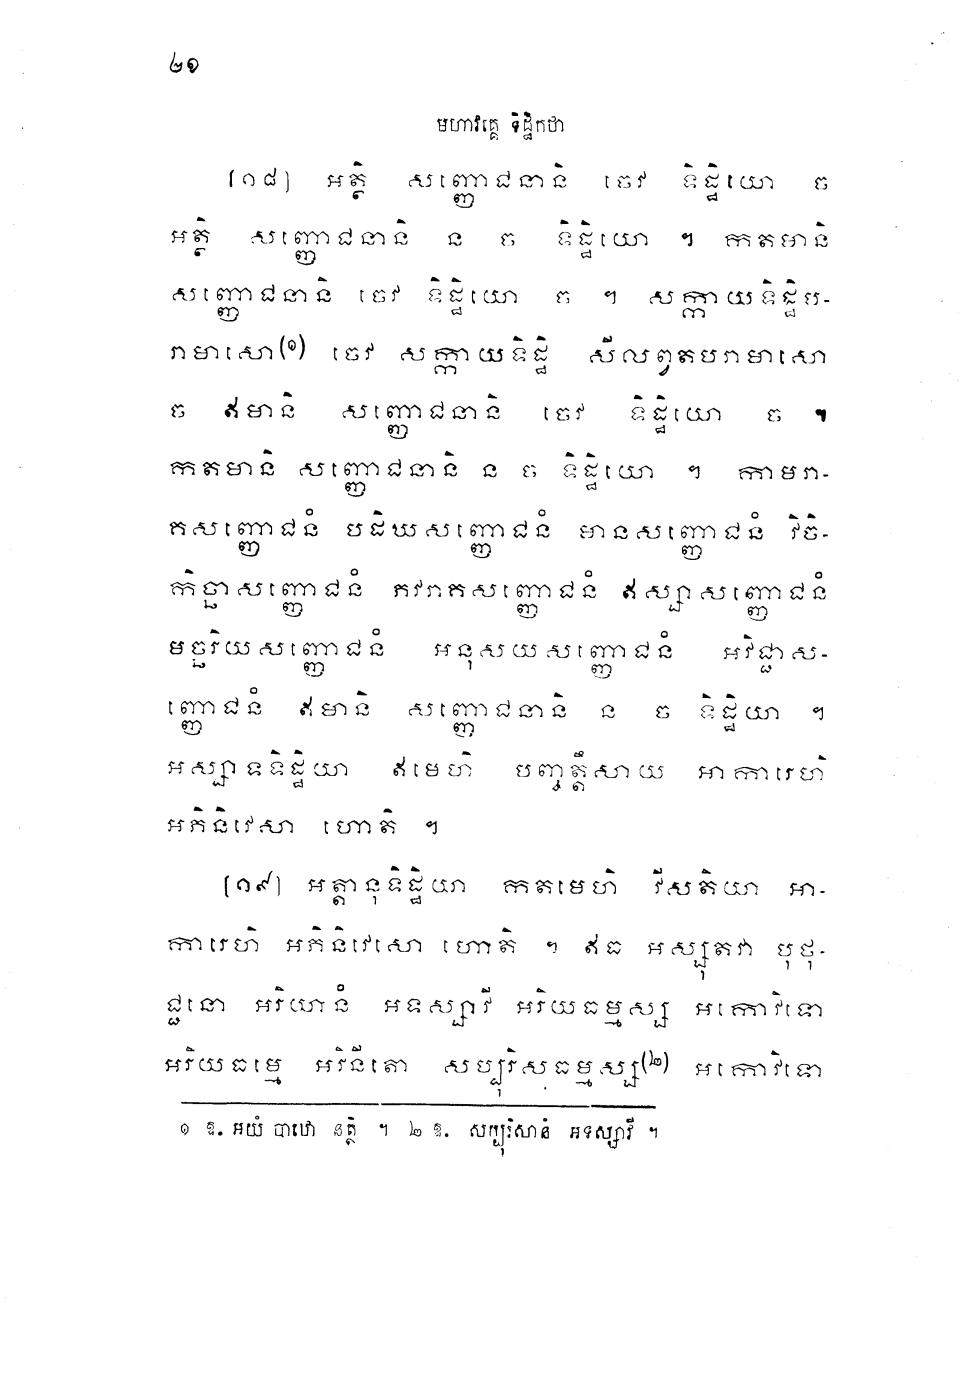 ៤១
មហាវគ្គេ ទិដ្ឋិកថា
[១៨] អត្ថិ សញ្ញោជនានិ ចេវ ទិដ្ឋិយោ ច
អត្ថិ សញ្ញោជនានិ ន ច ទិដ្ឋិយោ ។ កតមានិ
សញ្ញោជនានិ ចេវ ទិដ្ឋិយោ ច ។ សក្កាយទិដ្ឋិប-
រាមាសោ(១) ចេវ សក្កាយទិដ្ឋិ សីលព្វតបរាមាសោ
ច ឥមានិ សញ្ញោជនានិ ចេវ ទិដ្ឋិយោ ច ។
កតមានិ សញ្ញោជនានិ ន ច ទិដ្ឋិយោ ។ កាមរា-
គសញ្ញោជនំ បដិឃសញ្ញោជនំ មានសញ្ញោជនំ វិចិ-
កិច្ឆាសញ្ញោជនំ ភវរាគសញ្ញោជនំ ឥស្សាសញ្ញោជនំ
មច្ឆរិយសញ្ញោជនំ អនុសយសញ្ញោជនំ អវិជ្ជាស-
ញ្ញោជនំ ឥមានិ សញ្ញោជនានិ ន ច ទិដ្ឋិយោ ។
អស្សាទទិដ្ឋិយា ឥមេហិ បញ្ចត្តឹសាយ អាការេហិ
អភិនិវេសោ ហោតិ ។
[១៩] អត្តានុទិដ្ឋិយា កតមេហិ វីសតិយា អា-
ការេហិ អភិនិវេសោ ហោតិ ។ ឥធ អស្សុតវា បុថុ-
ជ្ជនោ អរិយានំ អទស្សាវី អរិយធម្មស្ស អកោវិទោ
អរិយធម្មេ អវិនីតោ សប្បុរិសធម្មស្ស(២) អកោវិទោ
១ ឱ. អយំ បាឋោ នត្ថិ ។ ២ ឱ. សប្បុរិសានំ អទស្សាវី ។